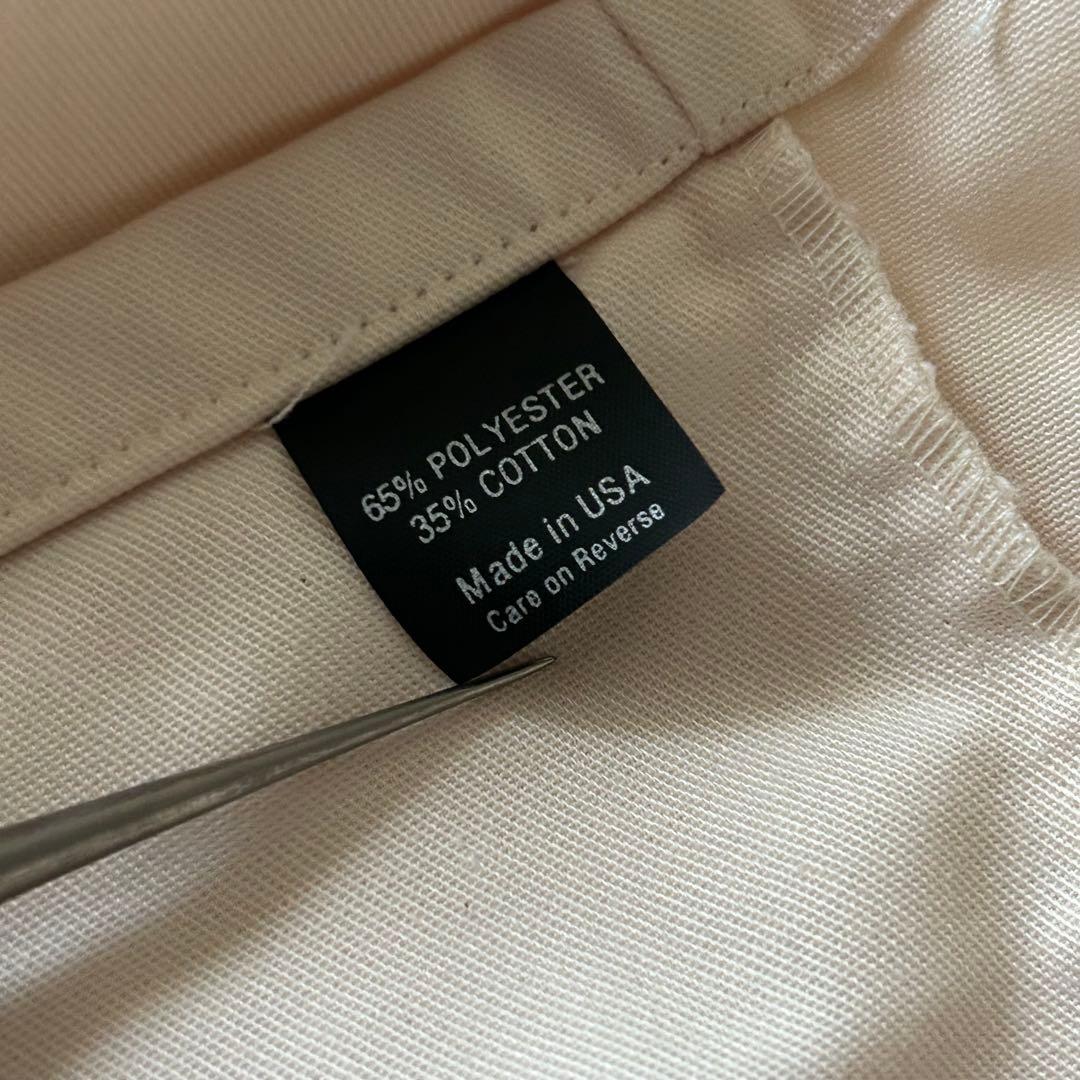 65% POLYESTER
35% COTTON
Made in USA
Care on Reverse